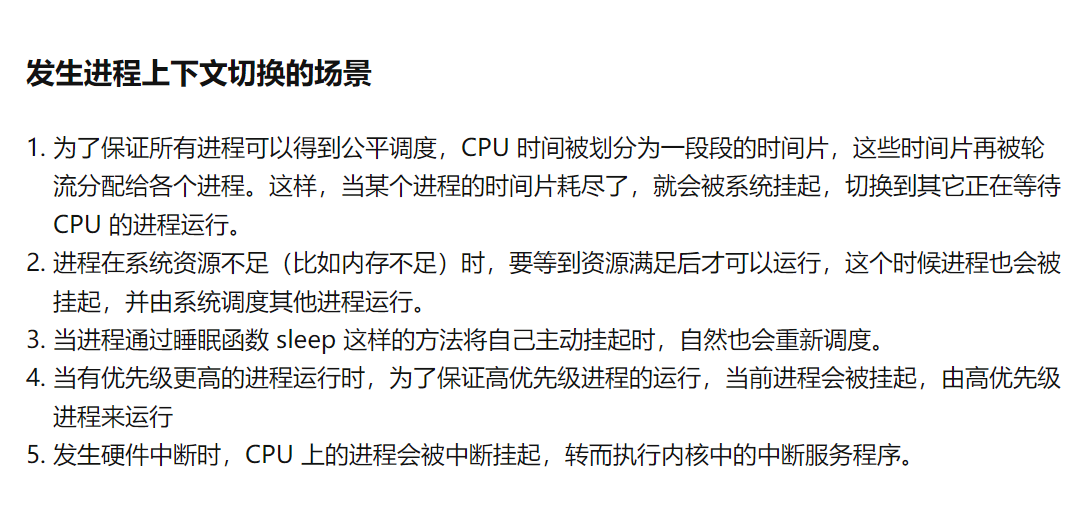 发生进程上下文切换的场景
1. 为了保证所有进程可以得到公平调度，CPU 时间被划分为一段段的时间片，这些时间片再被轮
流分配给各个进程。这样，当某个进程的时间片耗尽了，就会被系统挂起，切换到其它正在等待
CPU 的进程运行。
2. 进程在系统资源不足（比如内存不足）时，要等到资源满足后才可以运行，这个时候进程也会被
挂起，并由系统调度其他进程运行。
3. 当进程通过睡眠函数 sleep 这样的方法将自己主动挂起时，自然也会重新调度。
4. 当有优先级更高的进程运行时，为了保证高优先级进程的运行，当前进程会被挂起，由高优先级
进程来运行
5. 发生硬件中断时，CPU 上的进程会被中断挂起，转而执行内核中的中断服务程序。